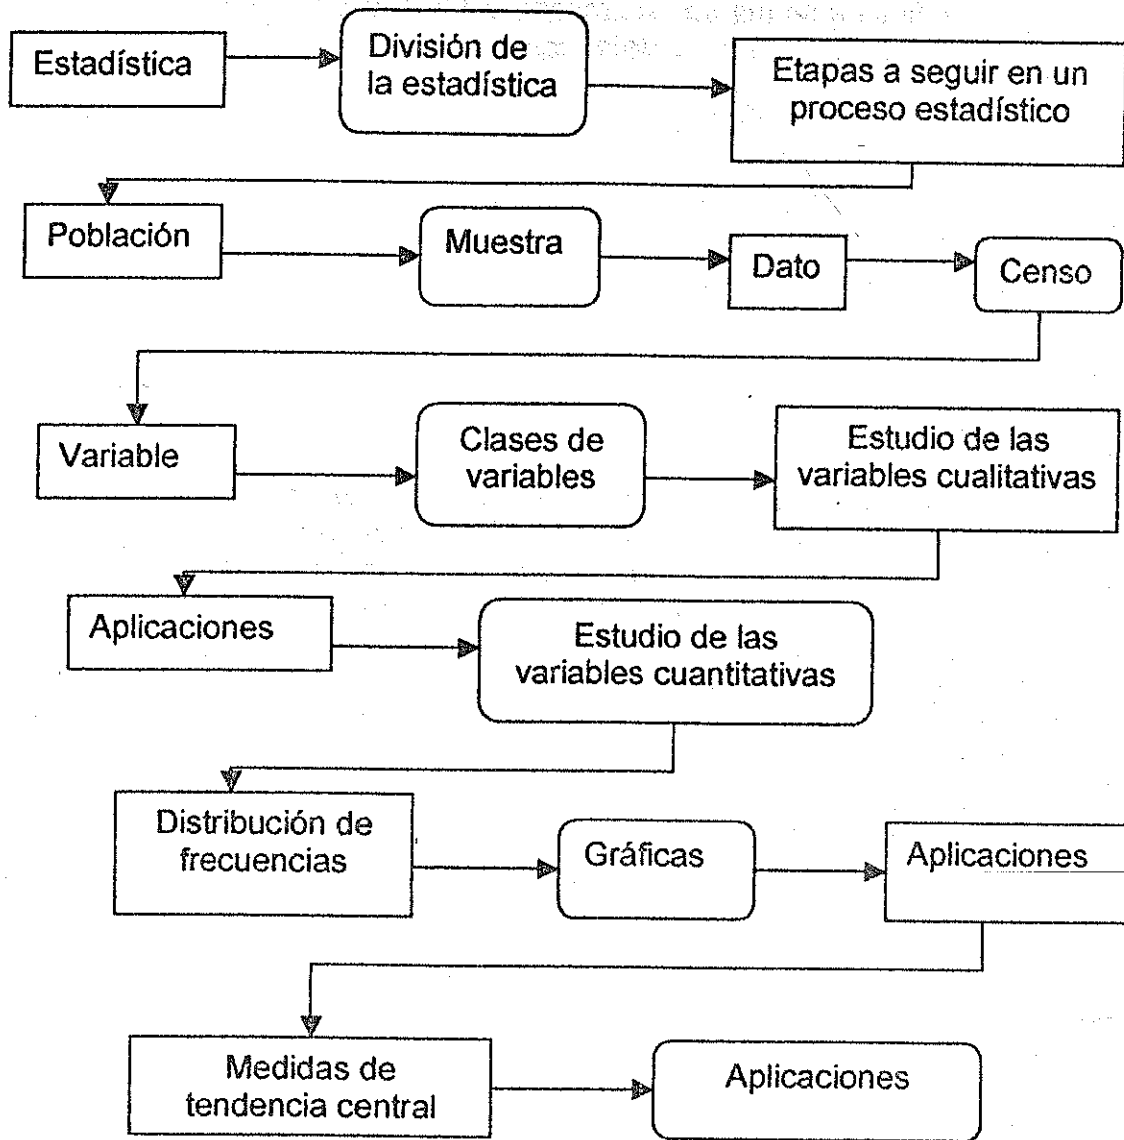 Estadística
División de
la estadística
Etapas a seguir en un
proceso estadístico
Población
Muestra
Dato
Censo
Variable
Clases de
variables
Estudio de las
variables cualitativas
Aplicaciones
Estudio de las
variables cuantitativas
Distribución de
frecuencias
Gráficas
Aplicaciones
Medidas de
tendencia central
Aplicaciones